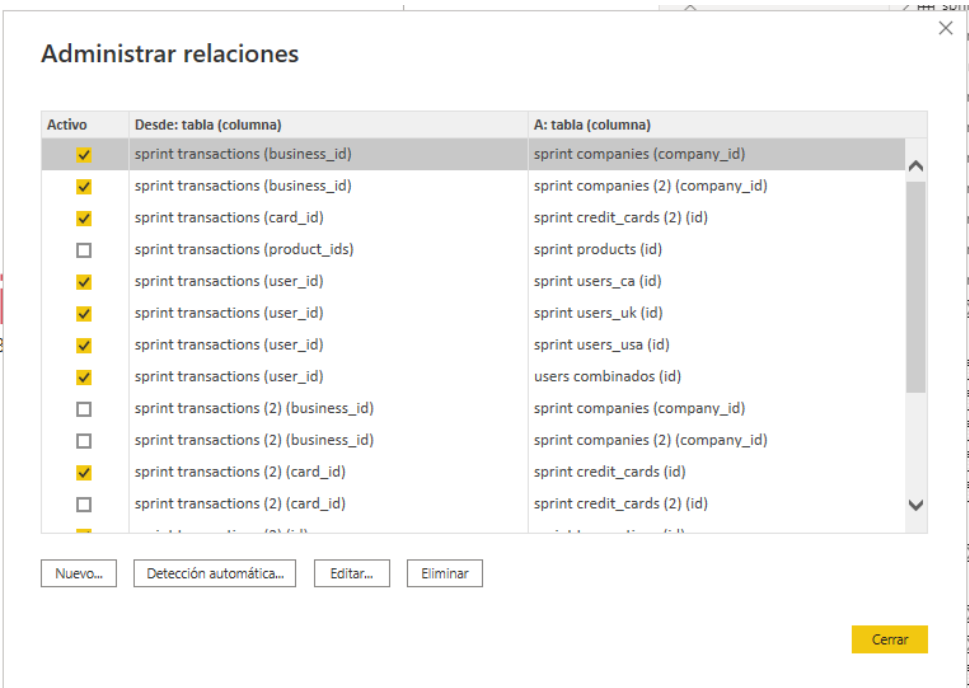 Administrar relaciones
Activo Desde: tabla (columna) A: tabla (columna)
sprint transactions (business_id) sprint companies (company_id)
sprint transactions (business_id) sprint companies (2) (company_id)
sprint transactions (card_id) sprint credit_cards (2) (id)
sprint transactions (product_ids) sprint products (id)
sprint transactions (user_id) sprint users_ca (id)
sprint transactions (user_id) sprint users_uk (id)
sprint transactions (user_id) sprint users_usa (id)
sprint transactions (user_id) users combinados (id)
sprint transactions (2) (business_id) sprint companies (company_id)
sprint transactions (2) (business_id) sprint companies (2) (company_id)
sprint transactions (2) (card_id) sprint credit_cards (id)
sprint transactions (2) (card_id) sprint credit_cards (2) (id)
Nuevo... Detección automática... Editar... Eliminar
Cerrar